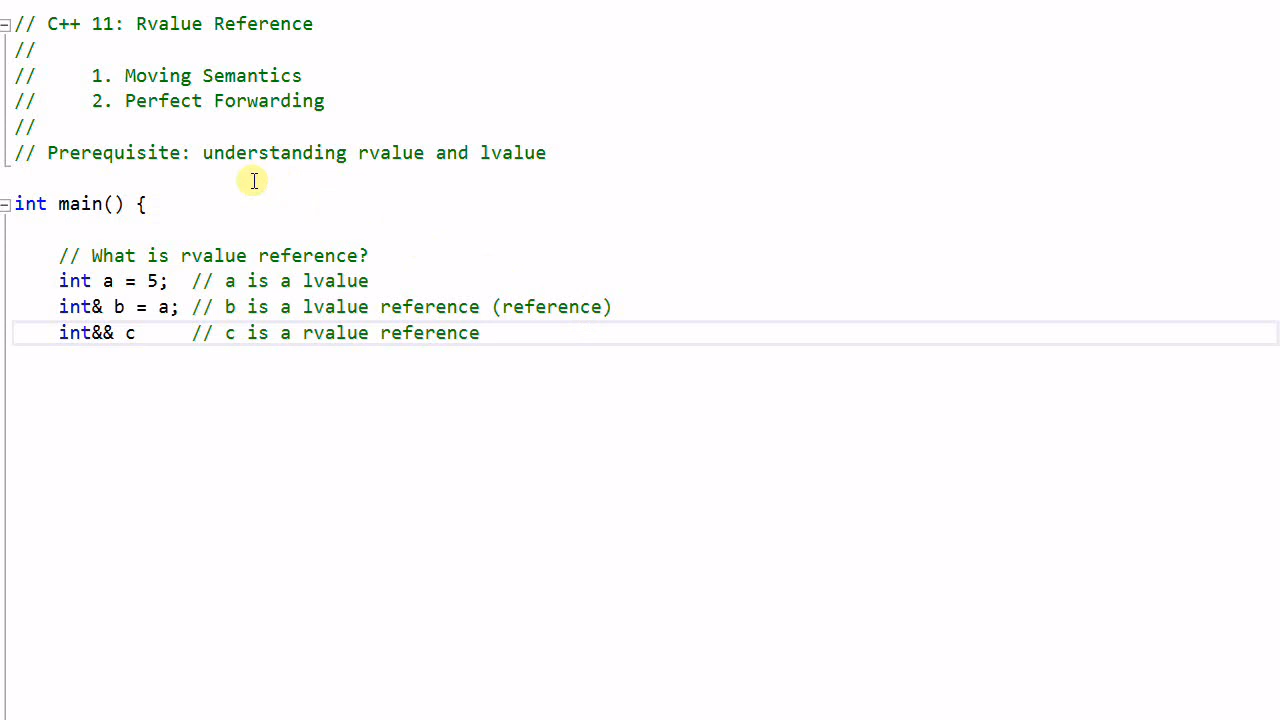 // C++ 11: Rvalue Reference
//
//     1. Moving Semantics
//     2. Perfect Forwarding
//
// Prerequisite: understanding rvalue and lvalue
int main() {
    // What is rvalue reference?
    int a = 5;  // a is a lvalue
    int& b = a; // b is a lvalue reference (reference)
    int&& c     // c is a rvalue reference